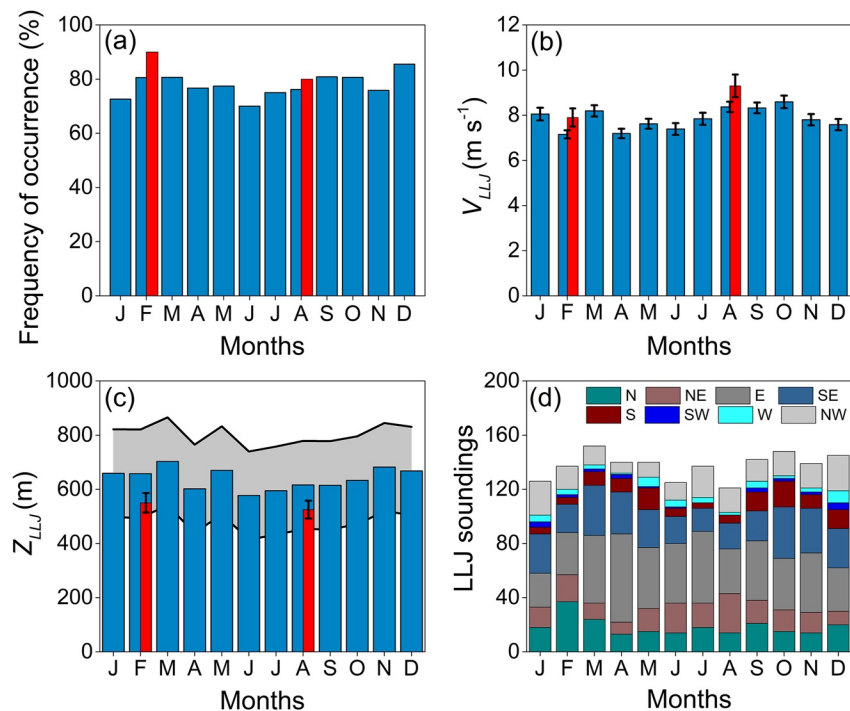 (a)
Frequency of occurrence (%)
100
80
60
40
20
0
J F M A M J J A S O N D
Months
(b)
V_LLJ (m s⁻¹)
12
10
8
6
4
2
0
J F M A M J J A S O N D
Months
(c)
Z_LLJ (m)
1000
800
600
400
200
0
J F M A M J J A S O N D
Months
(d)
LLJ soundings
N NE E SE
S SW W NW
200
160
120
80
40
0
J F M A M J J A S O N D
Months